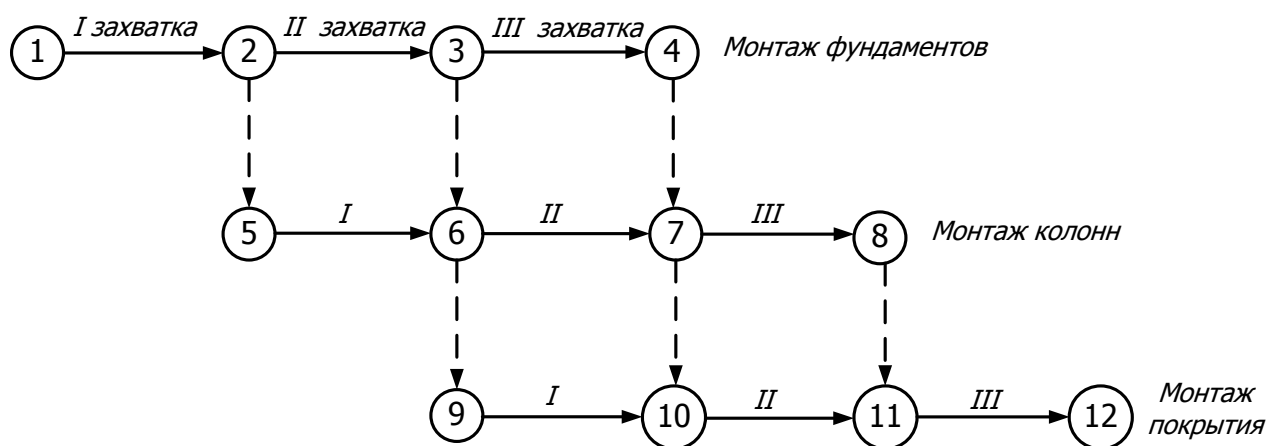 I захватка
II захватка
III захватка
1
2
3
4
Монтаж фундаментов
I
II
III
5
6
7
8
Монтаж колонн
I
II
III
9
10
11
12
Монтаж
покрытия